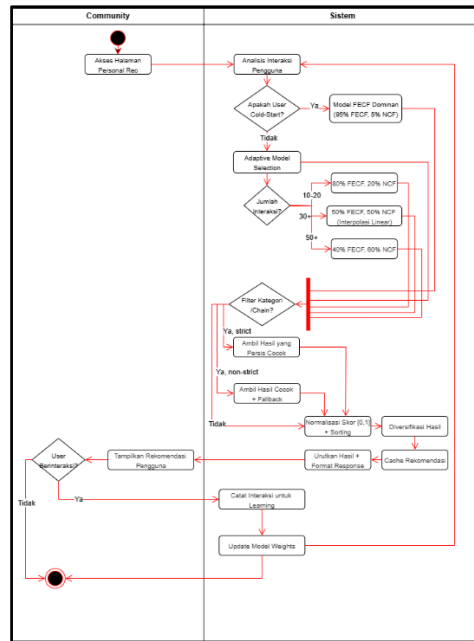 Community
Sistem
Akses Halaman
Personal Rec
Analisis Interaksi
Pengguna
Apakah User
Cold-Start?
Ya
Model FECF Dominan
(95% FECF, 5% NCF)
Tidak
Adaptive Model
Selection
Jumlah
Interaksi?
10-20
80% FECF, 20% NCF
30+
50% FECF, 50% NCF
(Interpolasi Linear)
50+
40% FECF, 60% NCF
Filter Kategori
/Chain?
Ya, strict
Ambil Hasil yang
Persis Cocok
Ya, non-strict
Ambil Hasil Cocok
+ Fallback
Tidak
Normalisasi Skor [0,1]
+ Sorting
Diversifikasi Hasil
User
Berinteraksi?
Tampilkan Rekomendasi
Pengguna
Urutkan Hasil +
Format Response
Cache Rekomendasi
Tidak
Ya
Catat Interaksi untuk
Learning
Update Model Weights